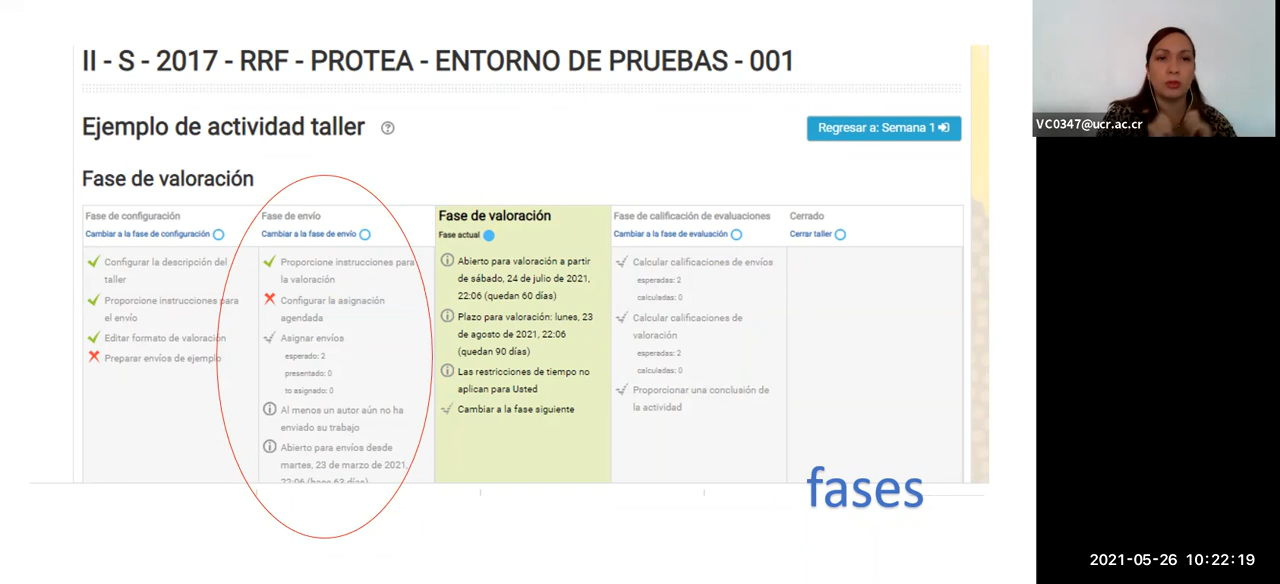 II - S - 2017 - RRF - PROTEA - ENTORNO DE PRUEBAS - 001
Ejemplo de actividad taller ?
Regresar a: Semana 1
Fase de valoración
Fase de configuración
Cambiar a la fase de configuración
Configurar la descripción del
taller
Proporcione instrucciones para
el envío
Editar formato de valoración
Preparar envíos de ejemplo
Fase de envío
Cambiar a la fase de envío
Proporcione instrucciones para
la valoración
Configurar la asignación
agendada
Asignar envíos
esperado: 2
presentado: 0
to asignado: 0
Al menos un autor aún no ha
enviado su trabajo
Abierto para envíos desde
martes, 23 de marzo de 2021,
22:06 (hace 63 días)
Fase de valoración
Fase actual
Abierto para valoración a partir
de sábado, 24 de julio de 2021,
22:06 (quedan 60 días)
Plazo para valoración: lunes, 23
de agosto de 2021, 22:06
(quedan 90 días)
Las restricciones de tiempo no
aplican para Usted
Cambiar a la fase siguiente
Fase de calificación de evaluaciones
Cambiar a la fase de evaluación
Calcular calificaciones de envíos
esperadas: 2
calculadas: 0
Calcular calificaciones de
valoración
esperadas: 2
calculadas: 0
Proporcionar una conclusión de
la actividad
Cerrado
Cerrar taller
fases
VC0347@ucr.ac.cr
2021-05-26 10:22:19